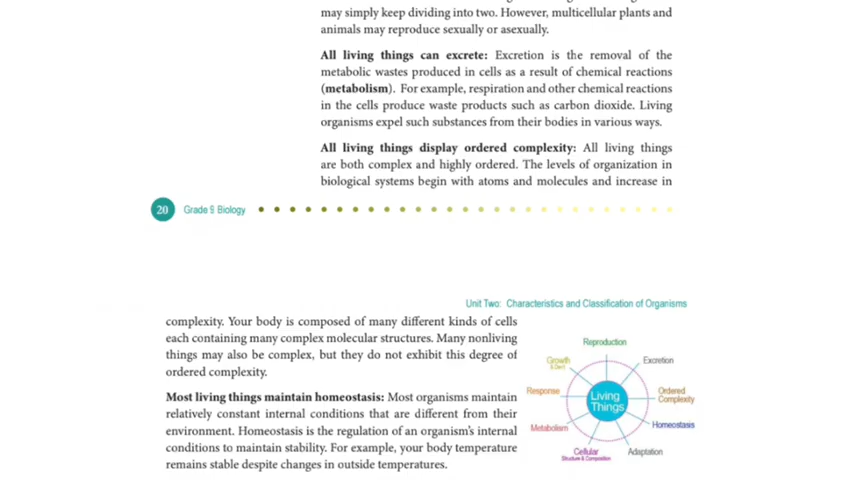 may simply keep dividing into two. However, multicellular plants and
animals may reproduce sexually or asexually.
All living things can excrete: Excretion is the removal of the
metabolic wastes produced in cells as a result of chemical reactions
(metabolism). For example, respiration and other chemical reactions
in the cells produce waste products such as carbon dioxide. Living
organisms expel such substances from their bodies in various ways.
All living things display ordered complexity: All living things
are both complex and highly ordered. The levels of organization in
biological systems begin with atoms and molecules and increase in
20 Grade 9 Biology
Unit Two: Characteristics and Classification of Organisms
complexity. Your body is composed of many different kinds of cells
each containing many complex molecular structures. Many nonliving
things may also be complex, but they do not exhibit this degree of
ordered complexity.
Most living things maintain homeostasis: Most organisms maintain
relatively constant internal conditions that are different from their
environment. Homeostasis is the regulation of an organism's internal
conditions to maintain stability. For example, your body temperature
remains stable despite changes in outside temperatures.
Reproduction
Growth
Excretion
Response
Living
Things
Ordered
Complexity
Metabolism
Homeostasis
Cellular
Structure & Composition
Adaptation